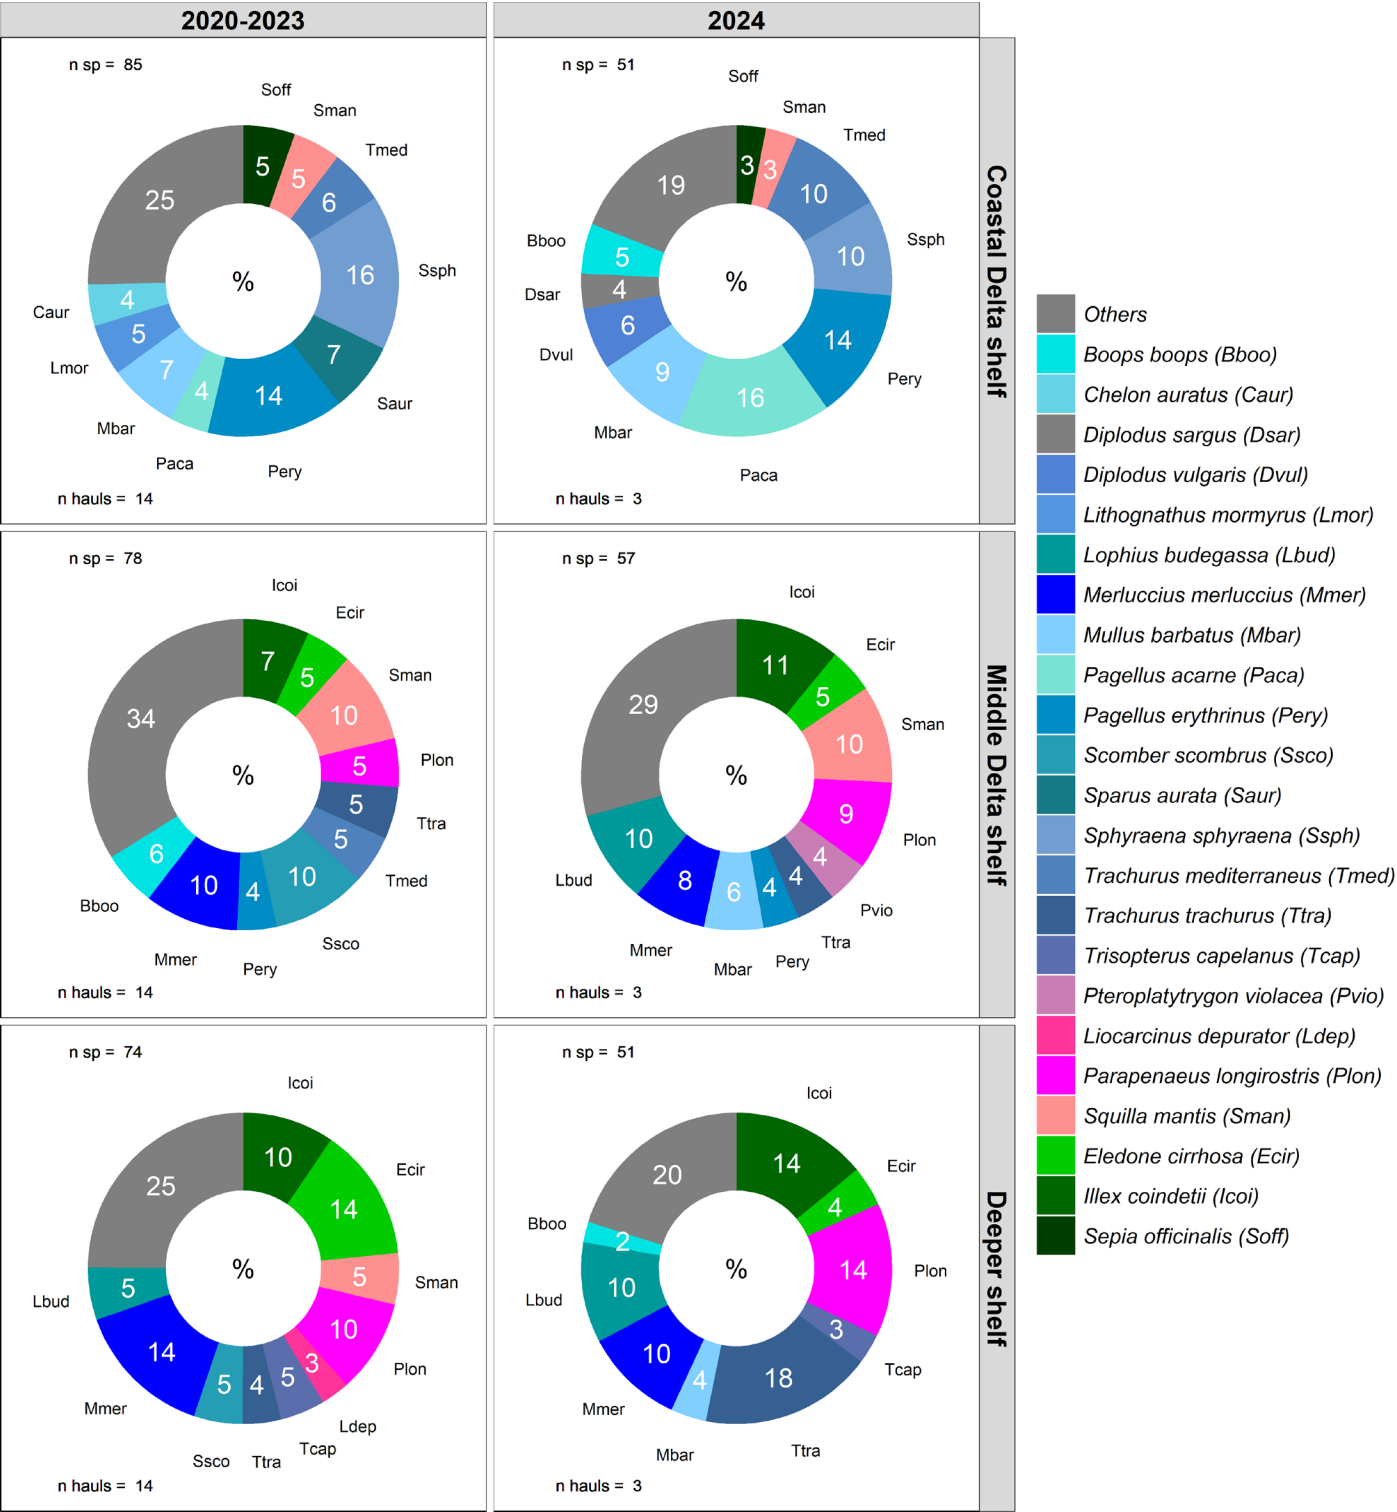 2020-2023
2024
n sp = 85
Soff
Sman
Tmed
Ssph
Saur
Pery
Paca
Mbar
Lmor
Caur
5
5
6
16
7
14
4
7
5
4
25
%
n hauls = 14
n sp = 51
Soff
Sman
Tmed
Ssph
Pery
Paca
Mbar
Dvul
Dsar
Bboo
3
3
10
10
14
16
9
6
4
5
19
%
n hauls = 3
Coastal Delta shelf
n sp = 78
Icoi
Ecir
Sman
Plon
Ttra
Tmed
Ssco
Pery
Mmer
Bboo
7
5
10
5
5
5
10
4
10
6
34
%
n hauls = 14
n sp = 57
Icoi
Ecir
Sman
Plon
Pvio
Ttra
Pery
Mbar
Mmer
Lbud
11
5
10
9
4
4
4
6
8
10
29
%
n hauls = 3
Middle Delta shelf
n sp = 74
Icoi
Ecir
Sman
Plon
Ldep
Tcap
Ttra
Ssco
Mmer
Lbud
10
14
5
10
3
5
4
5
14
5
25
%
n hauls = 14
n sp = 51
Icoi
Ecir
Plon
Tcap
Ttra
Mbar
Mmer
Lbud
Bboo
14
4
14
3
18
4
10
10
2
20
%
n hauls = 3
Deeper shelf
Others
Boops boops (Bboo)
Chelon auratus (Caur)
Diplodus sargus (Dsar)
Diplodus vulgaris (Dvul)
Lithognathus mormyrus (Lmor)
Lophius budegassa (Lbud)
Merluccius merluccius (Mmer)
Mullus barbatus (Mbar)
Pagellus acarne (Paca)
Pagellus erythrinus (Pery)
Scomber scombrus (Ssco)
Sparus aurata (Saur)
Sphyraena sphyraena (Ssph)
Trachurus mediterraneus (Tmed)
Trachurus trachurus (Ttra)
Trisopterus capelanus (Tcap)
Pteroplatytrygon violacea (Pvio)
Liocarcinus depurator (Ldep)
Parapenaeus longirostris (Plon)
Squilla mantis (Sman)
Eledone cirrhosa (Ecir)
Illex coindetii (Icoi)
Sepia officinalis (Soff)